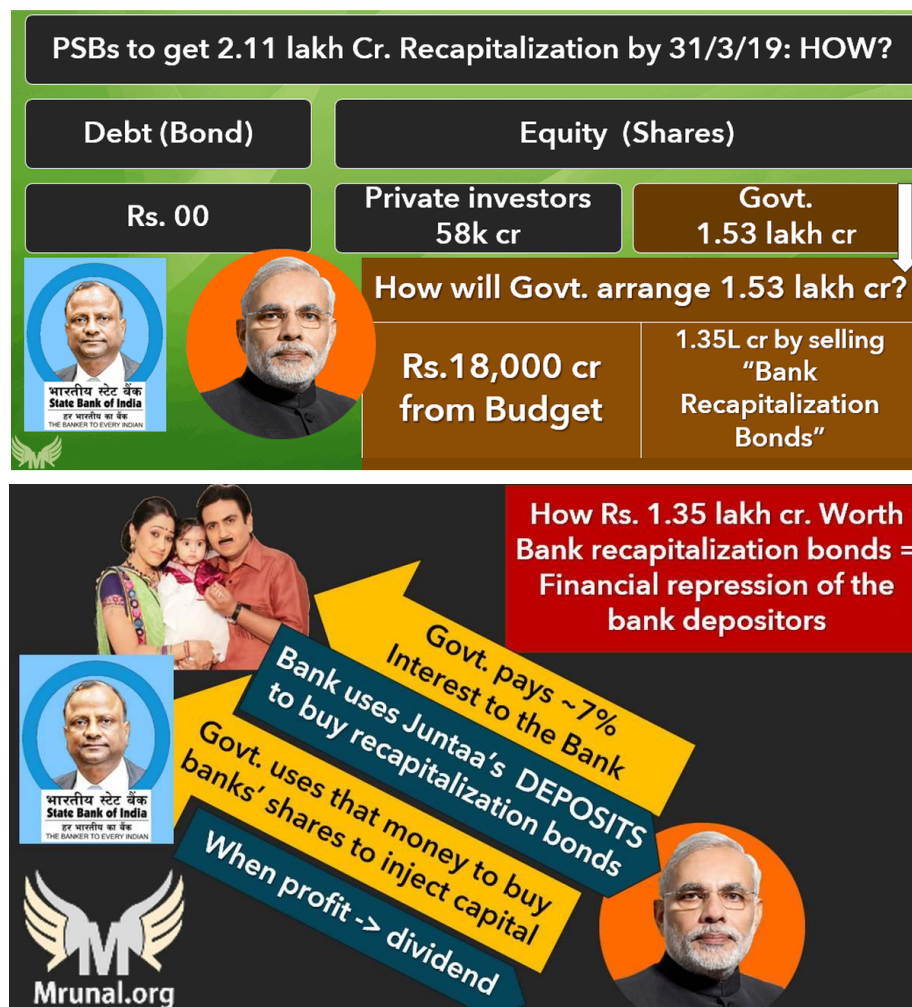 PSBs to get 2.11 lakh Cr. Recapitalization by 31/3/19: HOW?
Debt (Bond)
Equity (Shares)
Rs. 00
Private investors
58k cr
Govt.
1.53 lakh cr
How will Govt. arrange 1.53 lakh cr?
Rs.18,000 cr
from Budget
1.35L cr by selling
“Bank
Recapitalization
Bonds”
भारतीय स्टेट बैंक
State Bank of India
हर भारतीय का बैंक
THE BANKER TO EVERY INDIAN
M
How Rs. 1.35 lakh cr. Worth
Bank recapitalization bonds =
Financial repression of the
bank depositors
Govt. pays ~7%
Interest to the Bank
Bank uses Juntaa’s DEPOSITS
to buy recapitalization bonds
Govt. uses that money to buy
banks’ shares to inject capital
When profit -> dividend
भारतीय स्टेट बैंक
State Bank of India
हर भारतीय का बैंक
THE BANKER TO EVERY INDIAN
M
Mrunal.org